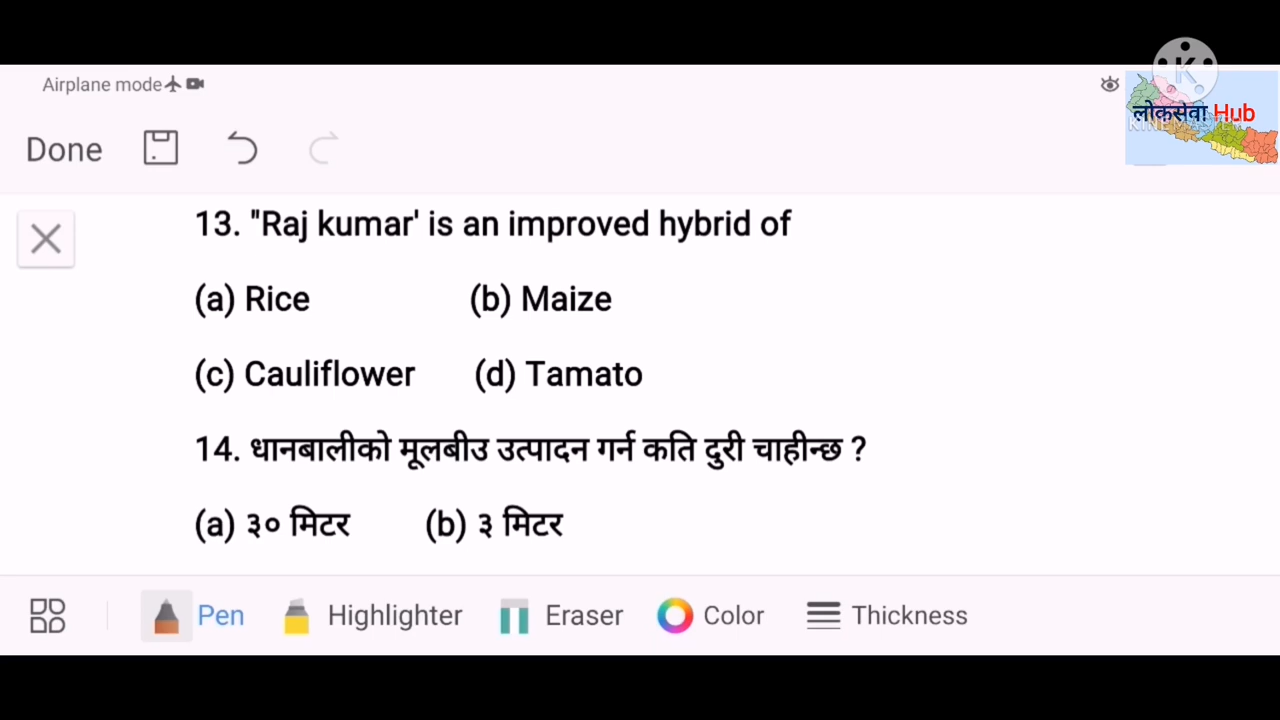 Airplane mode
लोकसेवा Hub
KINEMASTER
Done
13. "Raj kumar' is an improved hybrid of
(a) Rice (b) Maize
(c) Cauliflower (d) Tamato
14. धानबालीको मूलबीउ उत्पादन गर्न कति दुरी चाहीन्छ ?
(a) ३० मिटर (b) ३ मिटर
Pen Highlighter Eraser Color Thickness